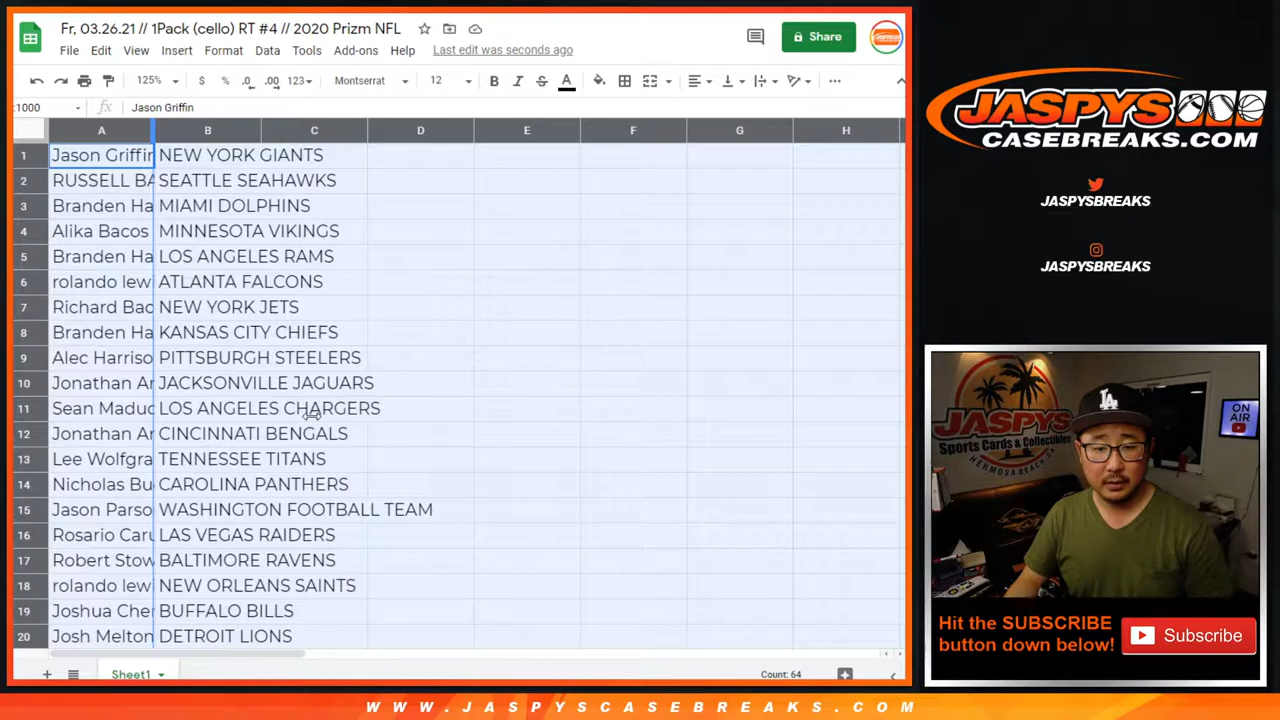 Fr, 03.26.21 // 1Pack (cello) RT #4 // 2020 Prizm NFL
File Edit View Insert Format Data Tools Add-ons Help Last edit was seconds ago
Share
125% $ % .0 .00 123 Montserrat 12 B I S A
:1000 fx Jason Griffin
A B C D E F G H
1 Jason Griffin NEW YORK GIANTS
2 RUSSELL BA SEATTLE SEAHAWKS
3 Branden Ha MIAMI DOLPHINS
4 Alika Bacos MINNESOTA VIKINGS
5 Branden Ha LOS ANGELES RAMS
6 rolando lew ATLANTA FALCONS
7 Richard Bac NEW YORK JETS
8 Branden Ha KANSAS CITY CHIEFS
9 Alec Harriso PITTSBURGH STEELERS
10 Jonathan Ar JACKSONVILLE JAGUARS
11 Sean Maduc LOS ANGELES CHARGERS
12 Jonathan Ar CINCINNATI BENGALS
13 Lee Wolfgra TENNESSEE TITANS
14 Nicholas Bu CAROLINA PANTHERS
15 Jason Parso WASHINGTON FOOTBALL TEAM
16 Rosario Caru LAS VEGAS RAIDERS
17 Robert Stow BALTIMORE RAVENS
18 rolando lew NEW ORLEANS SAINTS
19 Joshua Cher BUFFALO BILLS
20 Josh Melton DETROIT LIONS
Sheet1
Count: 64
JASPYS
CASEBREAKS.COM
JASPYSBREAKS
JASPYSBREAKS
JASPYS
Sports Cards & Collectibles
HERMOSA BEACH, CA
LA
ON
AIR
Hit the SUBSCRIBE
button down below!
Subscribe
WWW.JASPYSCASEBREAKS.COM